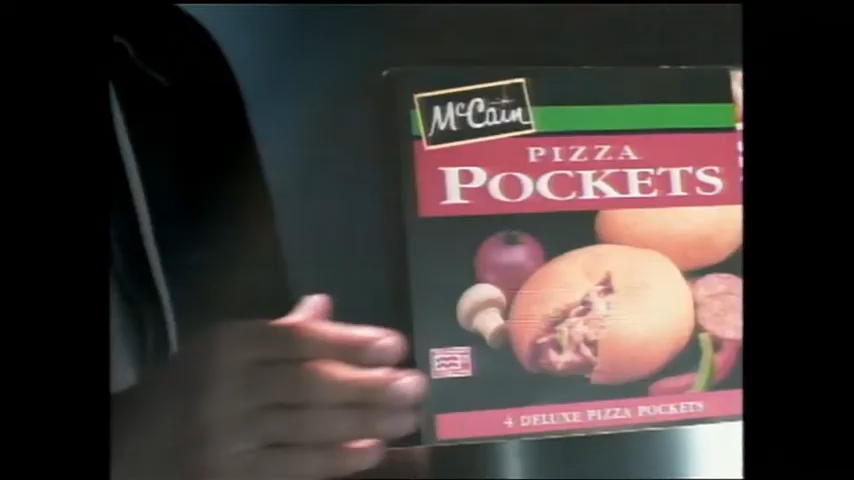 McCain
PIZZA
POCKETS
4 DELUXE PIZZA POCKETS